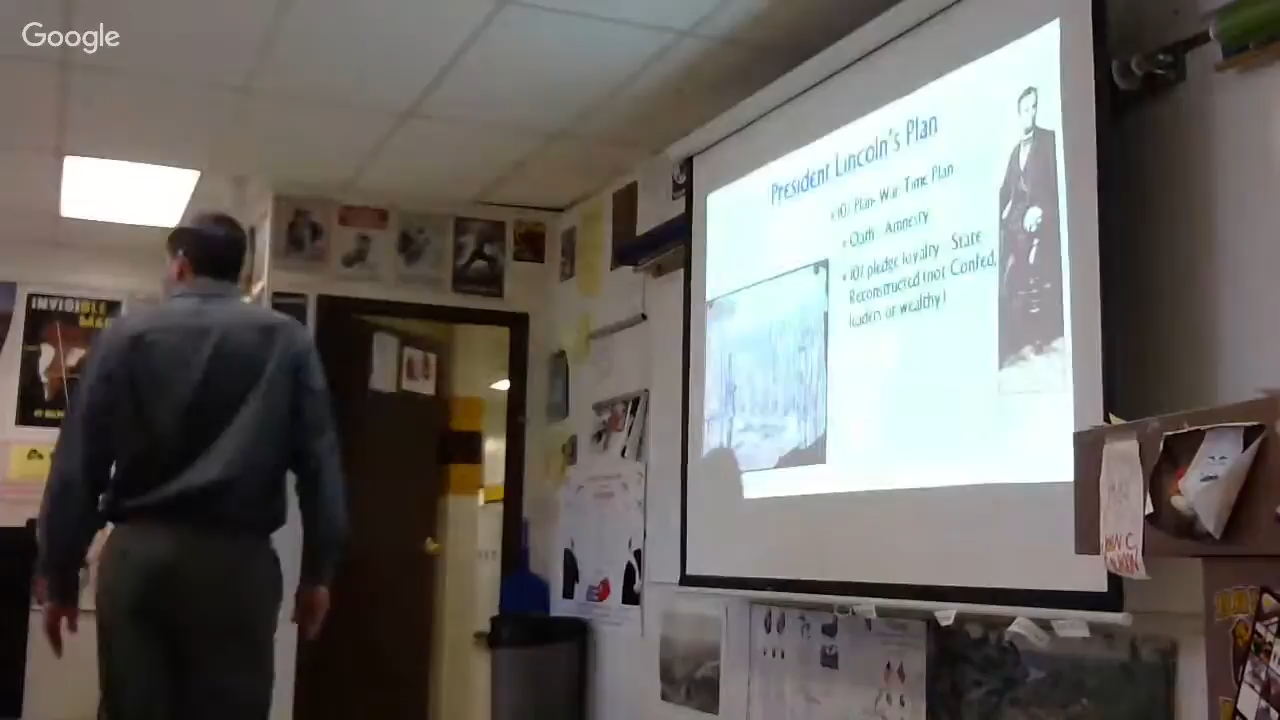 Google
President Lincoln's Plan
10% Plan- War Time Plan
Oath Amnesty
10% pledge loyalty State
Reconstructed (not Confed.
leaders or wealthy)
INVISIBLE
MAN